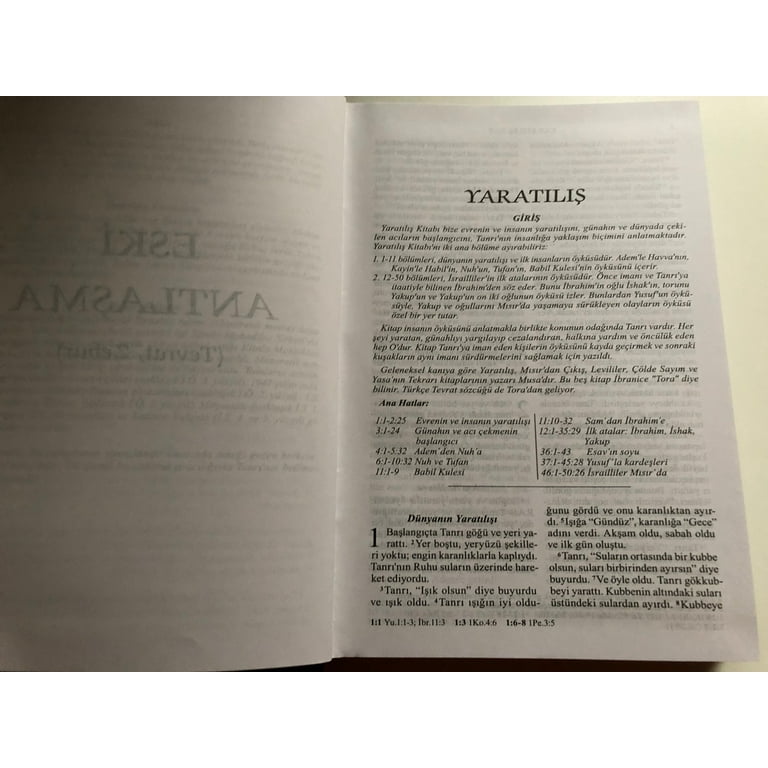 ESKİ
ANTLAŞMA
(Tevrat, Zebur)
YARATILIŞ
GİRİŞ
Yaratılış Kitabı bize evrenin ve insanın yaratılışını, günahın ve dünyada çeki-
len acıların başlangıcını, Tanrı'nın insanlığa yaklaşım biçimini anlatmaktadır.
Yaratılış Kitabı'nı iki ana bölüme ayırabiliriz:
1. 1-11 bölümleri, dünyanın yaratılışı ve ilk insanların öyküsüdür. Adem'le Havva'nın,
Kayin'le Habil'in, Nuh'un, Tufan'ın, Babil Kulesi'nin öyküsünü içerir.
2. 12-50 bölümleri, İsrailliler'in ilk atalarının öyküsüdür. Önce imanı ve Tanrı'ya
itaatiyle bilinen İbrahim'den söz eder. Bunu İbrahim'in oğlu İshak'ın, torunu
Yakup'un ve Yakup'un on iki oğlunun öyküsü izler. Bunlardan Yusuf'un öykü-
süyle, Yakup ve oğullarını Mısır'da yaşamaya sürükleyen olayların öyküsü
özel bir yer tutar.
Kitap insanın öyküsünü anlatmakla birlikte konunun odağında Tanrı vardır. Her
şeyi yaratan, günahlıyı yargılayıp cezalandıran, halkına yardım ve öncülük eden
hep O'dur. Kitap Tanrı'ya iman eden kişilerin öyküsünü kayda geçirmek ve sonraki
kuşakların aynı imanı sürdürmelerini sağlamak için yazıldı.
Geleneksel kanıya göre Yaratılış, Mısır'dan Çıkış, Levililer, Çölde Sayım ve
Yasa'nın Tekrarı kitaplarının yazarı Musa'dır. Bu beş kitap İbranice "Tora" diye
bilinir. Türkçe Tevrat sözcüğü de Tora'dan geliyor.
Ana Hatlar:
1:1-2:25 Evrenin ve insanın yaratılışı
3:1-24 Günahın ve acı çekmenin
başlangıcı
4:1-5:32 Adem'den Nuh'a
6:1-10:32 Nuh ve Tufan
11:1-9 Babil Kulesi
11:10-32 Sam'dan İbrahim'e
12:1-35:29 İlk atalar: İbrahim, İshak,
Yakup
36:1-43 Esav'ın soyu
37:1-45:28 Yusuf'la kardeşleri
46:1-50:26 İsrailliler Mısır'da
Dünyanın Yaratılışı
1 Başlangıçta Tanrı göğü ve yeri ya-
rattı. ²Yer boştu, yeryüzü şekille-
ri yoktu; engin karanlıklarla kaplıydı.
Tanrı'nın Ruhu suların üzerinde hare-
ket ediyordu.
³Tanrı, "Işık olsun" diye buyurdu
ve ışık oldu. ⁴Tanrı ışığın iyi oldu-
ğunu gördü ve onu karanlıktan ayır-
dı. ⁵Işığa "Gündüz", karanlığa "Gece"
adını verdi. Akşam oldu, sabah oldu
ve ilk gün oluştu.
⁶Tanrı, "Suların ortasında bir kubbe
olsun, suları birbirinden ayırsın" diye
buyurdu. ⁷Ve öyle oldu. Tanrı gökkub-
beyi yarattı. Kubbenin altındaki suları
üstündeki sulardan ayırdı. ⁸Kubbeye
1:1 Yu.1:1-3; İbr.11:3 1:3 1Ko.4:6 1:6-8 1Pe.3:5